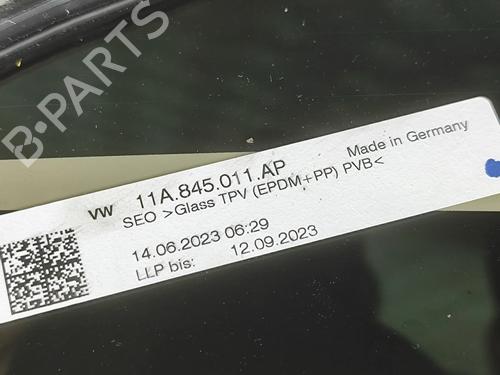 B-PARTS
VW 11A.845.011.AP Made in Germany
SEO >Glass TPV (EPDM+PP) PVB<
14.06.2023 06:29
LLP bis: 12.09.2023